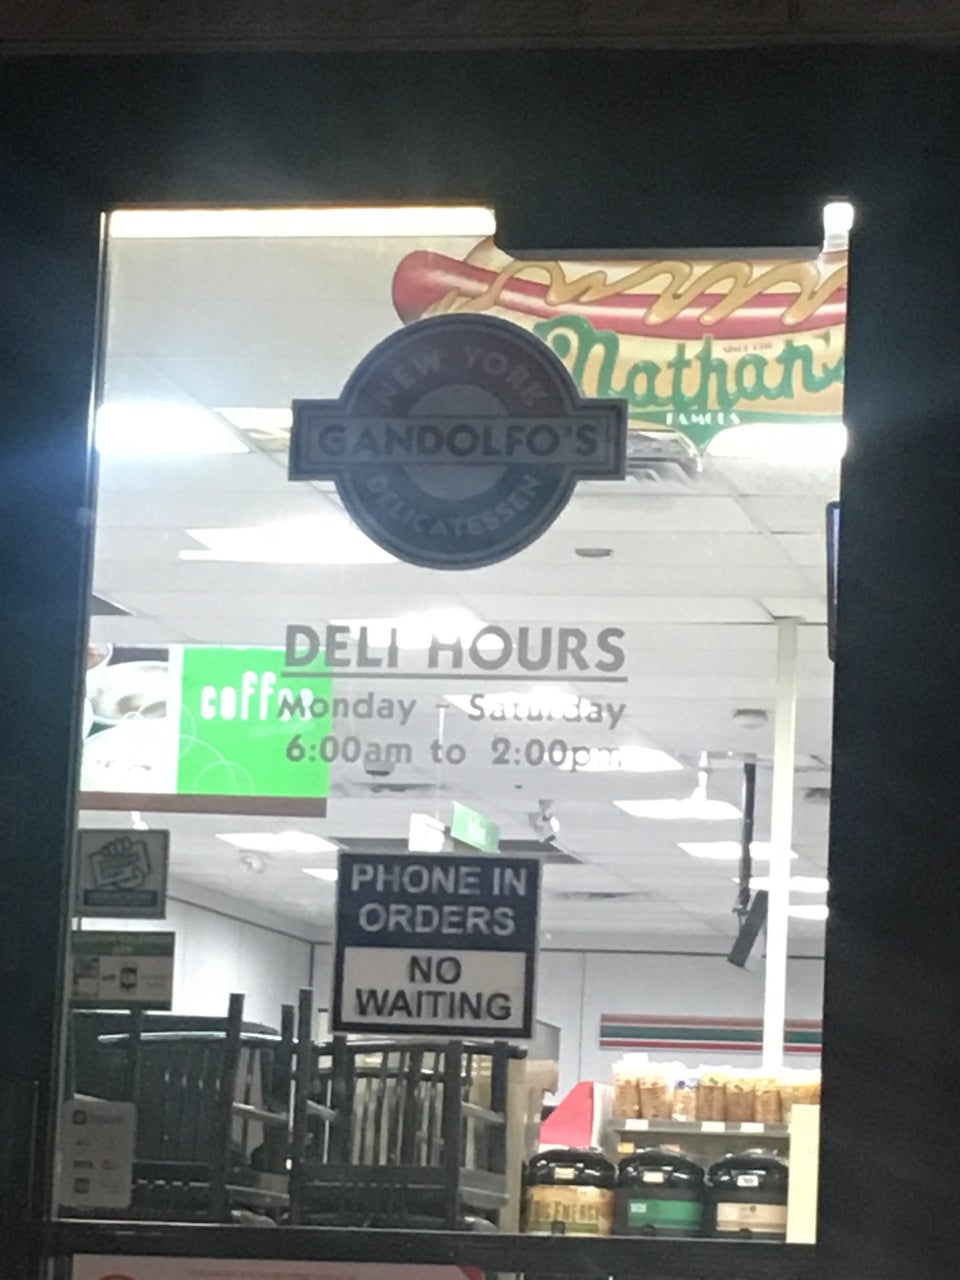 Nathan's
FAMOUS
NEW YORK
GANDOLFO'S
DELICATESSEN
DELI HOURS
Monday - Saturday
6:00am to 2:00pm
coffee
PHONE IN
ORDERS
NO
WAITING
ENERGY